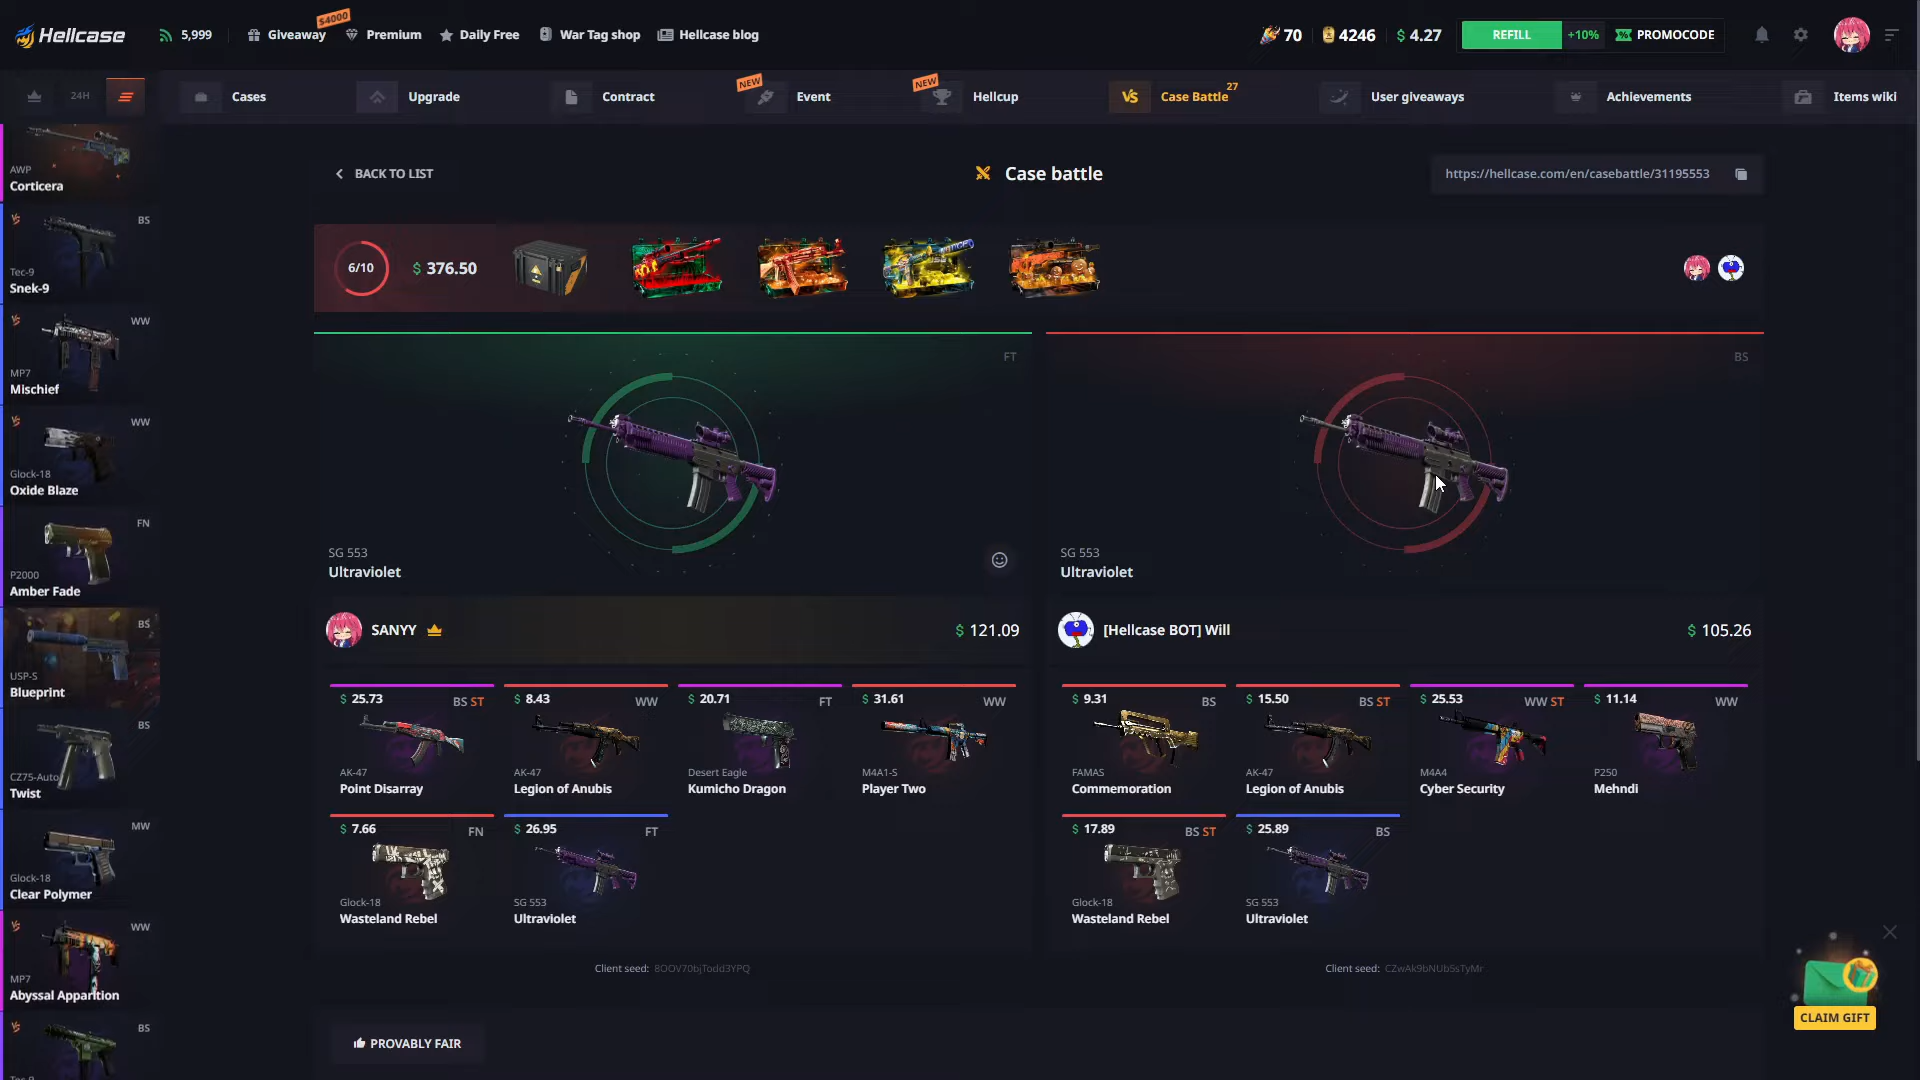 Hellcase
5,999
Giveaway
$4000
Premium
Daily Free
War Tag shop
Hellcase blog
70
4246
$ 4.27
REFILL
+10%
PROMOCODE
24H
Cases
Upgrade
Contract
NEW
Event
NEW
Hellcup
VS
Case Battle
27
User giveaways
Achievements
Items wiki
AWP
Corticera
BS
Tec-9
Snek-9
WW
MP7
Mischief
WW
Glock-18
Oxide Blaze
FN
P2000
Amber Fade
BS
USP-S
Blueprint
BS
CZ75-Auto
Twist
MW
Glock-18
Clear Polymer
WW
MP7
Abyssal Apparition
BS
BACK TO LIST
Case battle
https://hellcase.com/en/casebattle/31195553
6/10
$ 376.50
FT
SG 553
Ultraviolet
BS
SG 553
Ultraviolet
SANYY
$ 121.09
[Hellcase BOT] Will
$ 105.26
$ 25.73
BS ST
AK-47
Point Disarray
$ 8.43
WW
AK-47
Legion of Anubis
$ 20.71
FT
Desert Eagle
Kumicho Dragon
$ 31.61
WW
M4A1-S
Player Two
$ 7.66
FN
Glock-18
Wasteland Rebel
$ 26.95
FT
SG 553
Ultraviolet
$ 9.31
BS
FAMAS
Commemoration
$ 15.50
BS ST
AK-47
Legion of Anubis
$ 25.53
WW ST
M4A4
Cyber Security
$ 11.14
WW
P250
Mehndi
$ 17.89
BS ST
Glock-18
Wasteland Rebel
$ 25.89
BS
SG 553
Ultraviolet
Client seed: 8OOV70bjTodd3YPQ
Client seed: CZwAk9bNUb5sTyMr
PROVABLY FAIR
CLAIM GIFT